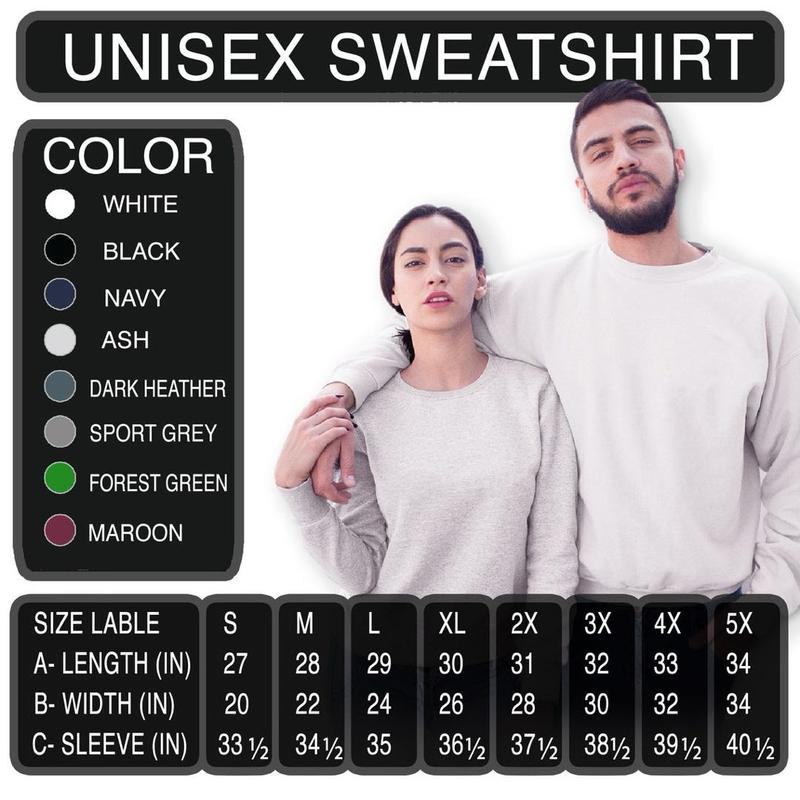 UNISEX SWEATSHIRT
COLOR
WHITE
BLACK
NAVY
ASH
DARK HEATHER
SPORT GREY
FOREST GREEN
MAROON
SIZE LABLE S M L XL 2X 3X 4X 5X
A- LENGTH (IN) 27 28 29 30 31 32 33 34
B- WIDTH (IN) 20 22 24 26 28 30 32 34
C- SLEEVE (IN) 33 ½ 34 ½ 35 36½ 37½ 38½ 39½ 40½